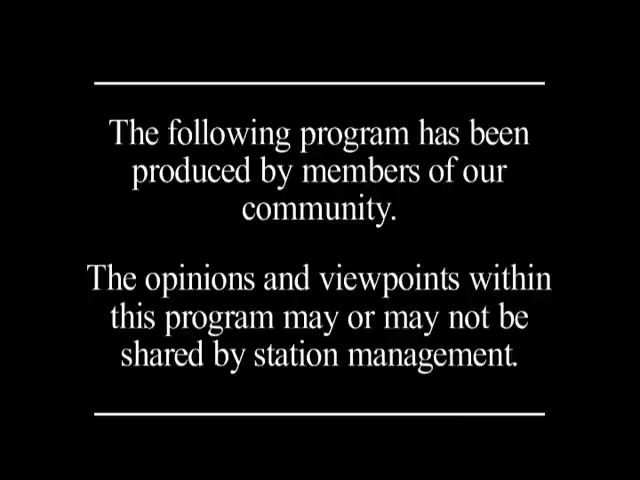 The following program has been
produced by members of our
community.
The opinions and viewpoints within
this program may or may not be
shared by station management.